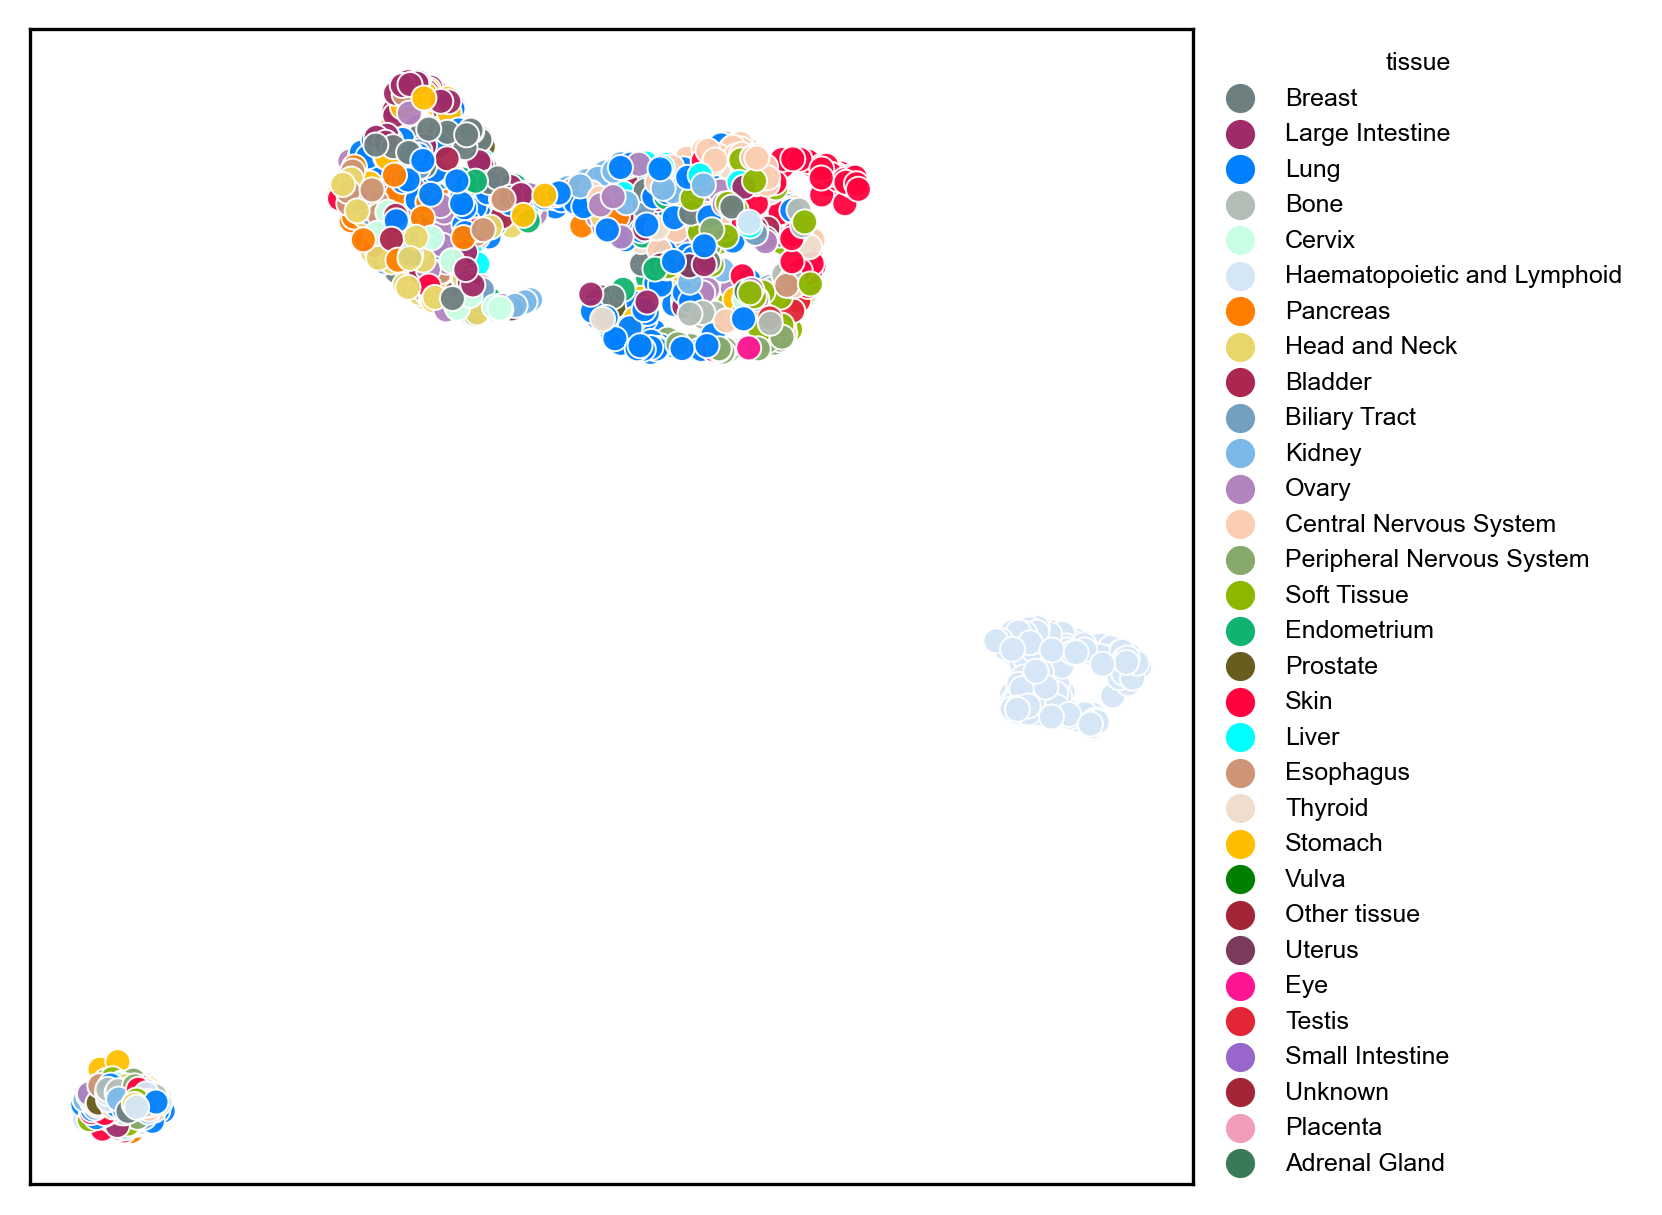 tissue
Breast
Large Intestine
Lung
Bone
Cervix
Haematopoietic and Lymphoid
Pancreas
Head and Neck
Bladder
Biliary Tract
Kidney
Ovary
Central Nervous System
Peripheral Nervous System
Soft Tissue
Endometrium
Prostate
Skin
Liver
Esophagus
Thyroid
Stomach
Vulva
Other tissue
Uterus
Eye
Testis
Small Intestine
Unknown
Placenta
Adrenal Gland